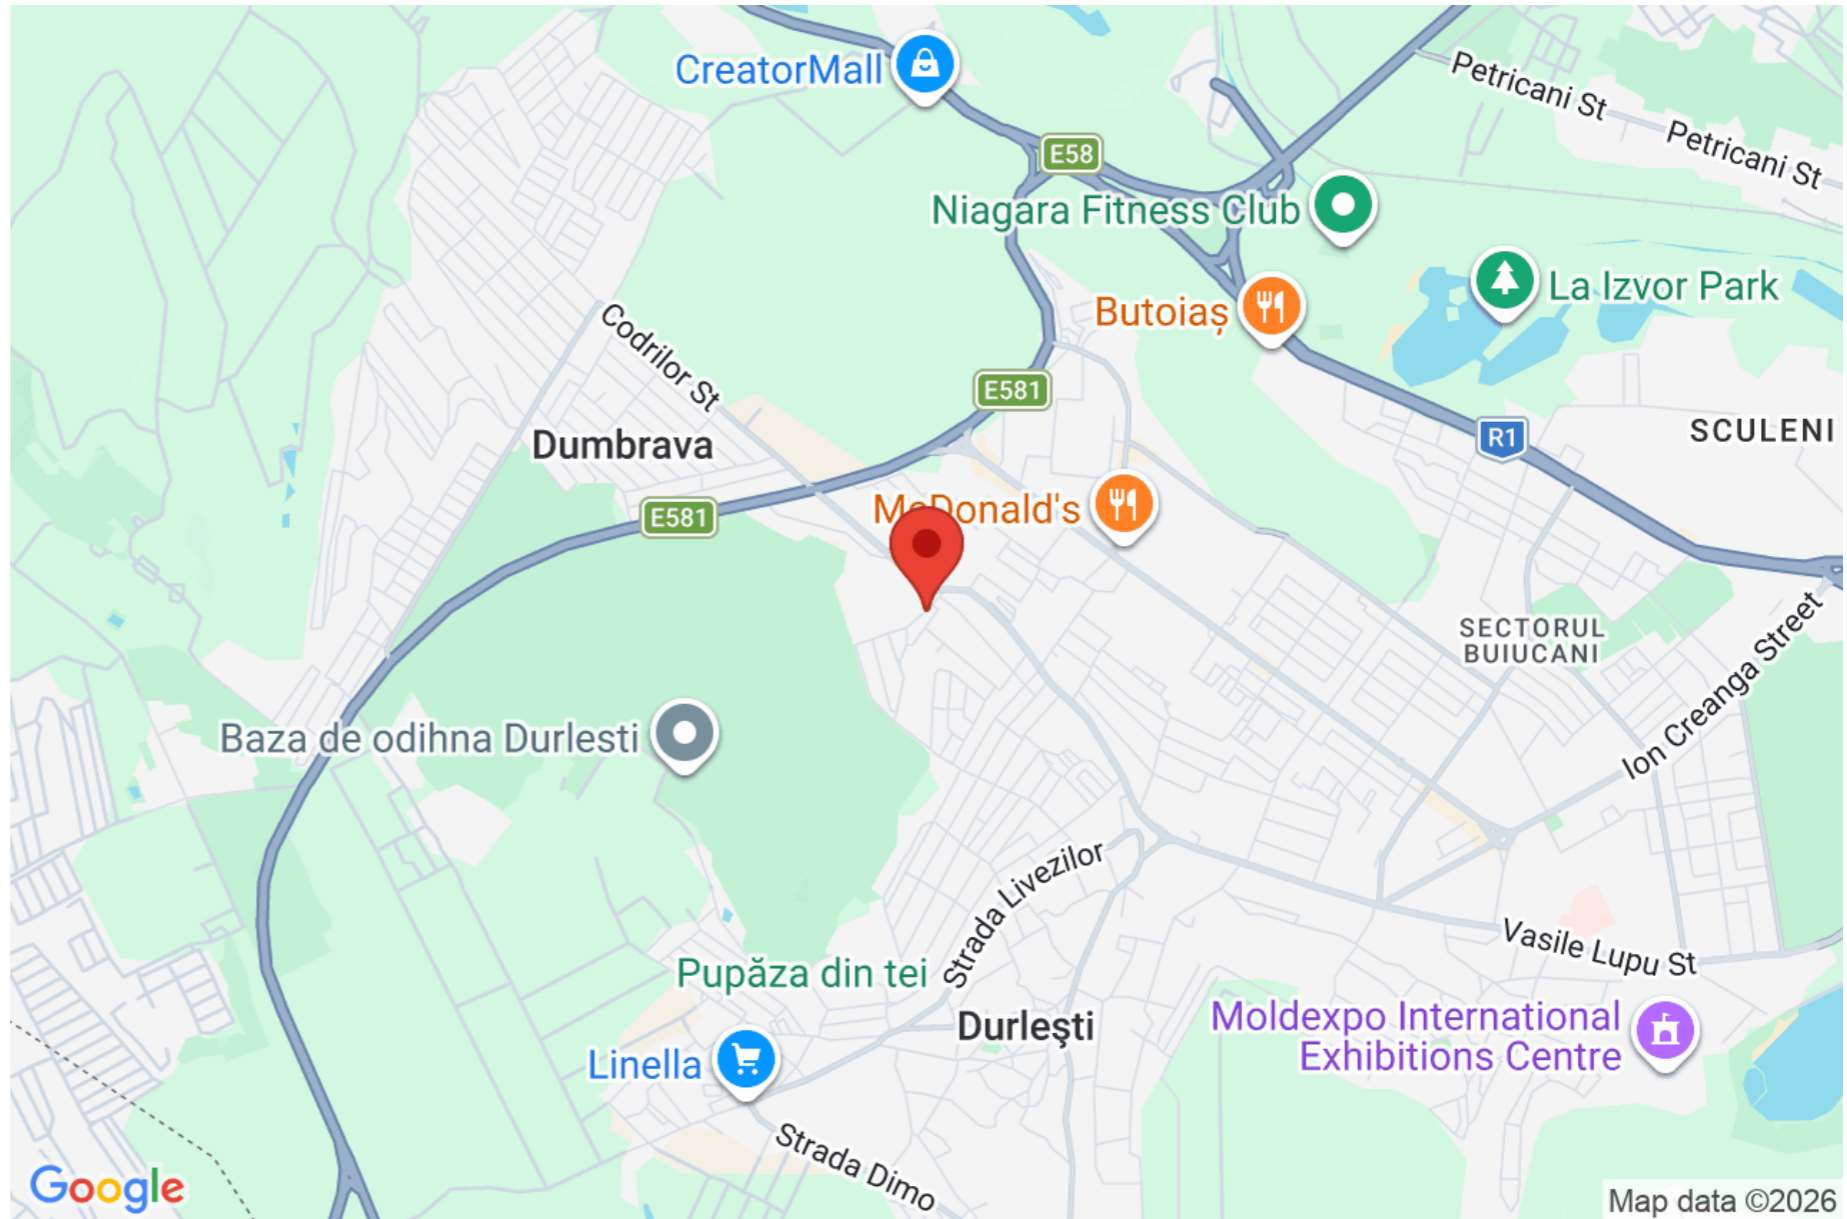 CreatorMall
Petricani St
Petricani St
E58
Niagara Fitness Club
La Izvor Park
Butoiaș
Codrilor St
E581
R1
SCULENI
Dumbrava
McDonald's
E581
SECTORUL
BUIUCANI
Ion Creanga Street
Baza de odihna Durlesti
Strada Livezilor
Vasile Lupu St
Pupăza din tei
Durleşti
Moldexpo International
Exhibitions Centre
Linella
Strada Dimo
Google
Map data ©2026